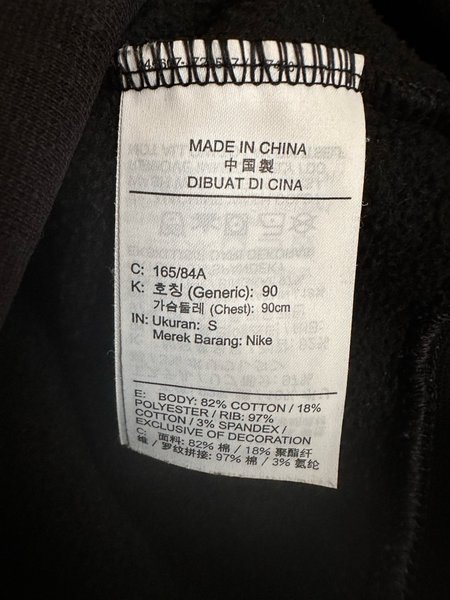 MADE IN CHINA
中国製
DIBUAT DI CINA
C: 165/84A
K: 호칭 (Generic): 90
가슴둘레 (Chest): 90cm
IN: Ukuran: S
Merek Barang: Nike
E: BODY: 82% COTTON / 18%
POLYESTER / RIB: 97%
COTTON / 3% SPANDEX /
EXCLUSIVE OF DECORATION
C: 面料: 82% 棉 / 18% 聚酯纤
维 / 罗纹拼接: 97% 棉 / 3% 氨纶